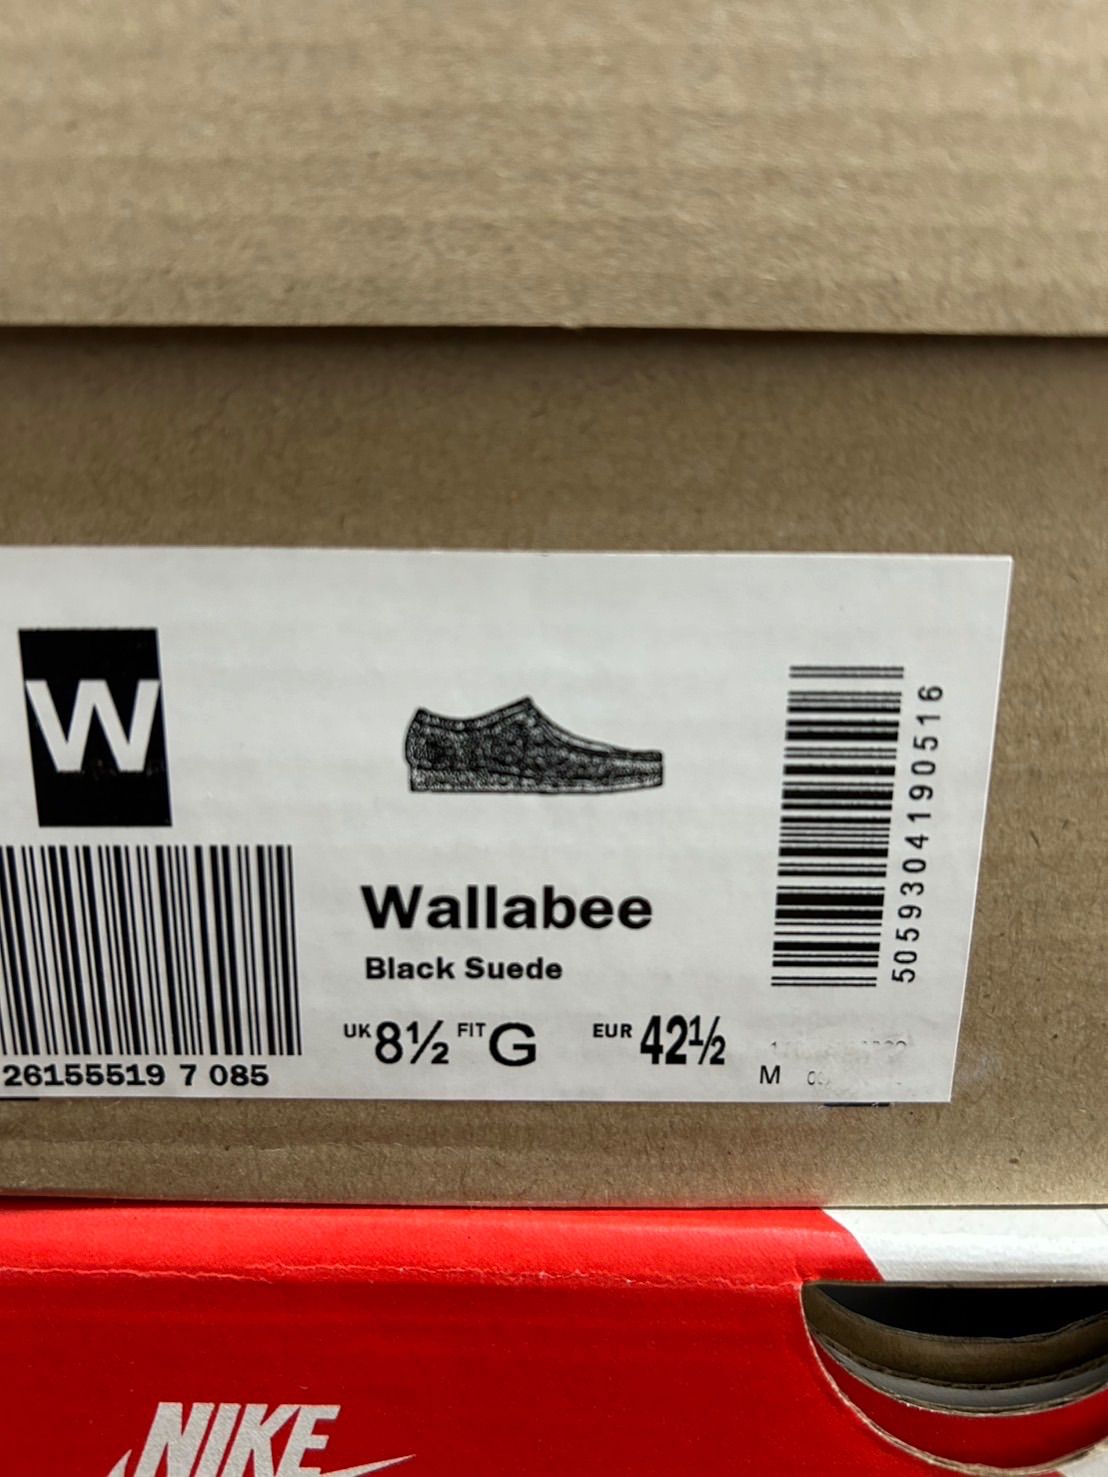 W
Wallabee
Black Suede
UK 8½ FIT G EUR 42½
M
26155519 7 085
5059304190516
NIKE